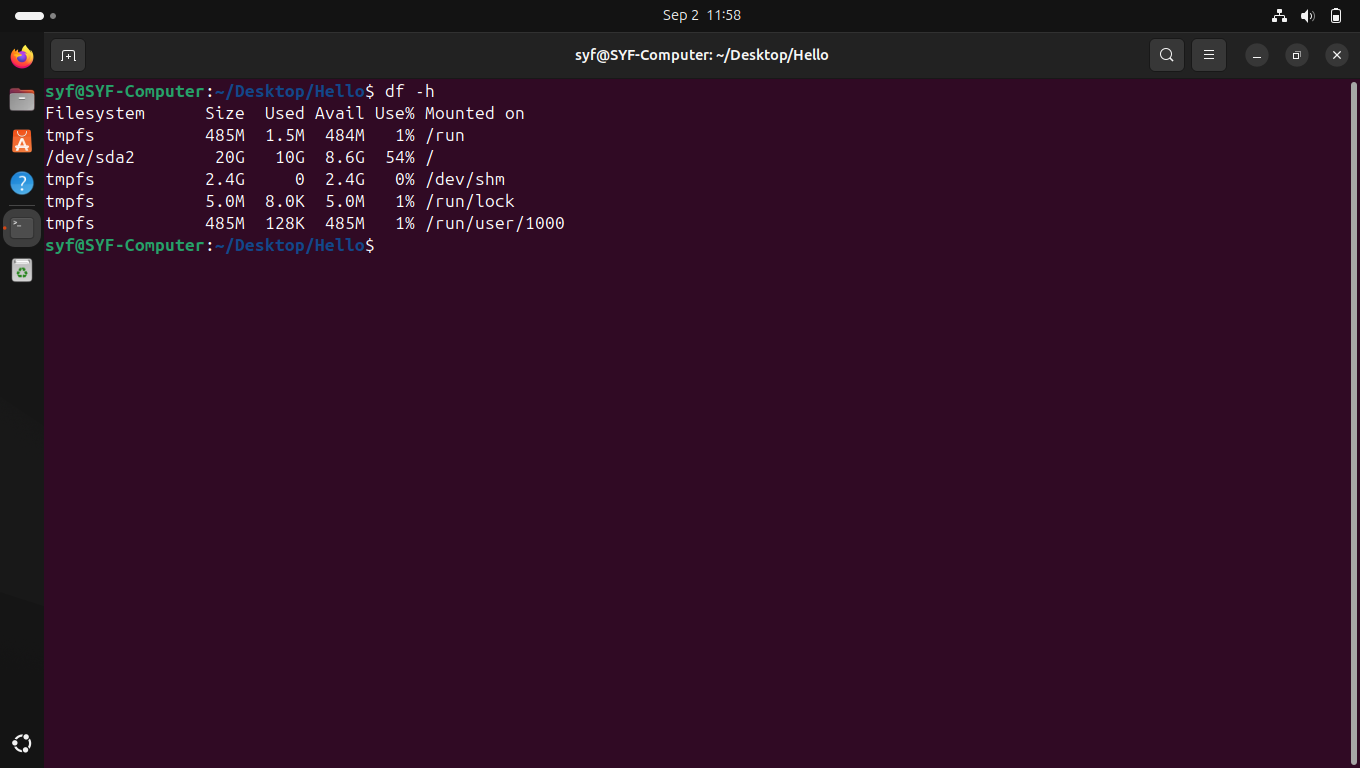 Sep 2 11:58
syf@SYF-Computer: ~/Desktop/Hello
syf@SYF-Computer:~/Desktop/Hello$ df -h
Filesystem      Size  Used Avail Use% Mounted on
tmpfs           485M  1.5M  484M   1% /run
/dev/sda2        20G   10G  8.6G  54% /
tmpfs           2.4G     0  2.4G   0% /dev/shm
tmpfs           5.0M  8.0K  5.0M   1% /run/lock
tmpfs           485M  128K  485M   1% /run/user/1000
syf@SYF-Computer:~/Desktop/Hello$